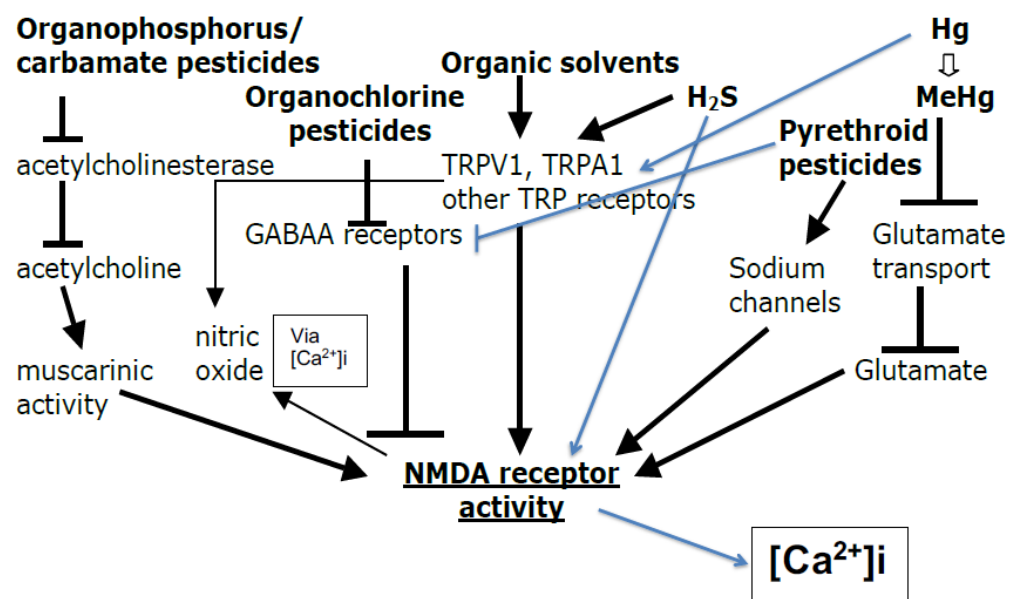 Organophosphorus/
carbamate pesticides
Organochlorine
pesticides
Organic solvents
H₂S
Hg
MeHg
Pyrethroid
pesticides
acetylcholinesterase
TRPV1, TRPA1
other TRP receptors
GABAA receptors
Glutamate
transport
acetylcholine
Sodium
channels
nitric
oxide
Via
[Ca²⁺]i
muscarinic
activity
Glutamate
NMDA receptor
activity
[Ca²⁺]i